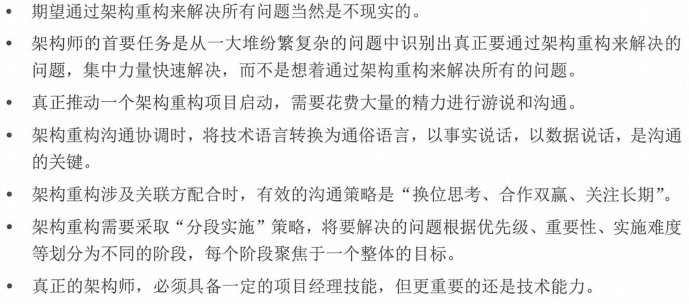 • 期望通过架构重构来解决所有问题当然是不现实的。
• 架构师的首要任务是从一大堆纷繁复杂的问题中识别出真正要通过架构重构来解决的
问题，集中力量快速解决，而不是想着通过架构重构来解决所有的问题。
• 真正推动一个架构重构项目启动，需要花费大量的精力进行游说和沟通。
• 架构重构沟通协调时，将技术语言转换为通俗语言，以事实说话，以数据说话，是沟通
的关键。
• 架构重构涉及关联方配合时，有效的沟通策略是“换位思考、合作双赢、关注长期”。
• 架构重构需要采取“分段实施”策略，将要解决的问题根据优先级、重要性、实施难度
等划分为不同的阶段，每个阶段聚焦于一个整体的目标。
• 真正的架构师，必须具备一定的项目经理技能，但更重要的还是技术能力。